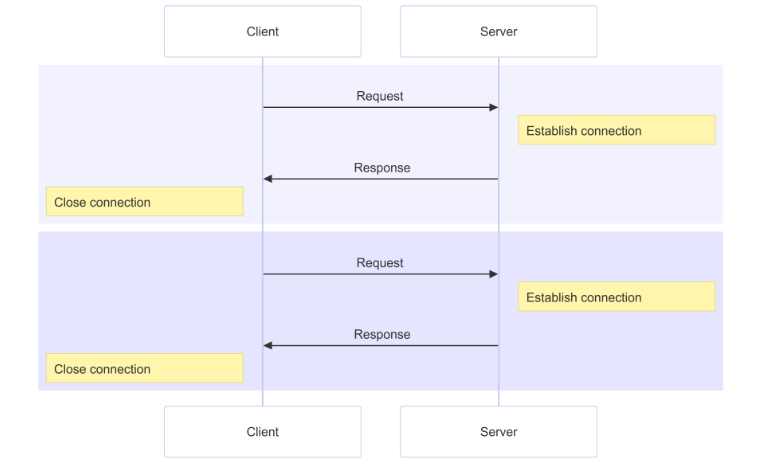 Client
Server
Request
Establish connection
Response
Close connection
Request
Establish connection
Response
Close connection
Client
Server